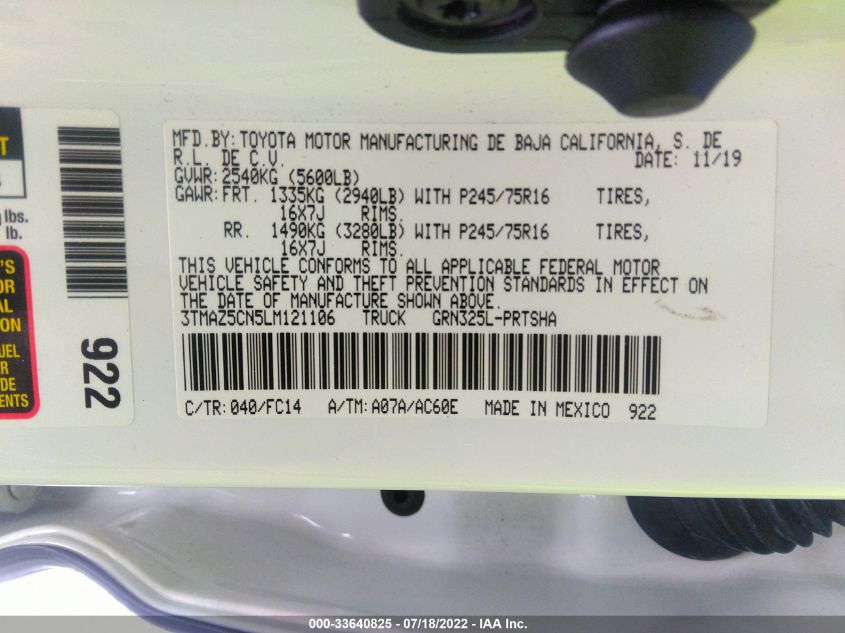 MFD.BY: TOYOTA MOTOR MANUFACTURING DE BAJA CALIFORNIA, S. DE
R.L. DE C.V. DATE: 11/19
GVWR: 2540KG (5600LB)
GAWR: FRT. 1335KG (2940LB) WITH P245/75R16 TIRES,
16X7J RIMS.
RR. 1490KG (3280LB) WITH P245/75R16 TIRES,
16X7J RIMS.
THIS VEHICLE CONFORMS TO ALL APPLICABLE FEDERAL MOTOR
VEHICLE SAFETY AND THEFT PREVENTION STANDARDS IN EFFECT ON
THE DATE OF MANUFACTURE SHOWN ABOVE.
3TMAZ5CN5LM121106 TRUCK GRN325L-PRTSHA
C/TR: 040/FC14 A/TM: A07A/AC60E MADE IN MEXICO 922
lbs.
lb.
922
000-33640825 - 07/18/2022 - IAA Inc.